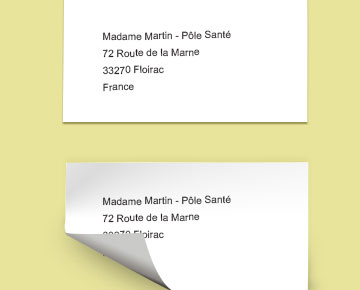 Madame Martin - Pôle Santé
72 Route de la Marne
33270 Floirac
France
Madame Martin - Pôle Santé
72 Route de la Marne
33270 Floirac